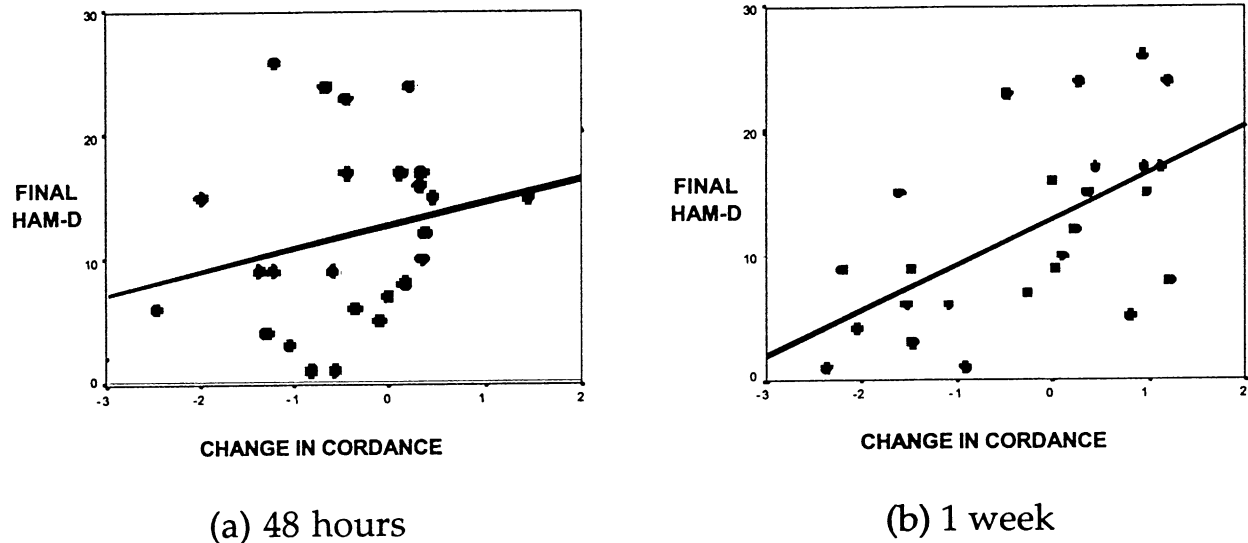 30
20
10
0
FINAL
HAM-D
-3
-2
-1
0
1
2
CHANGE IN CORDANCE
(a) 48 hours
30
20
10
0
FINAL
HAM-D
-3
-2
-1
0
1
2
CHANGE IN CORDANCE
(b) 1 week